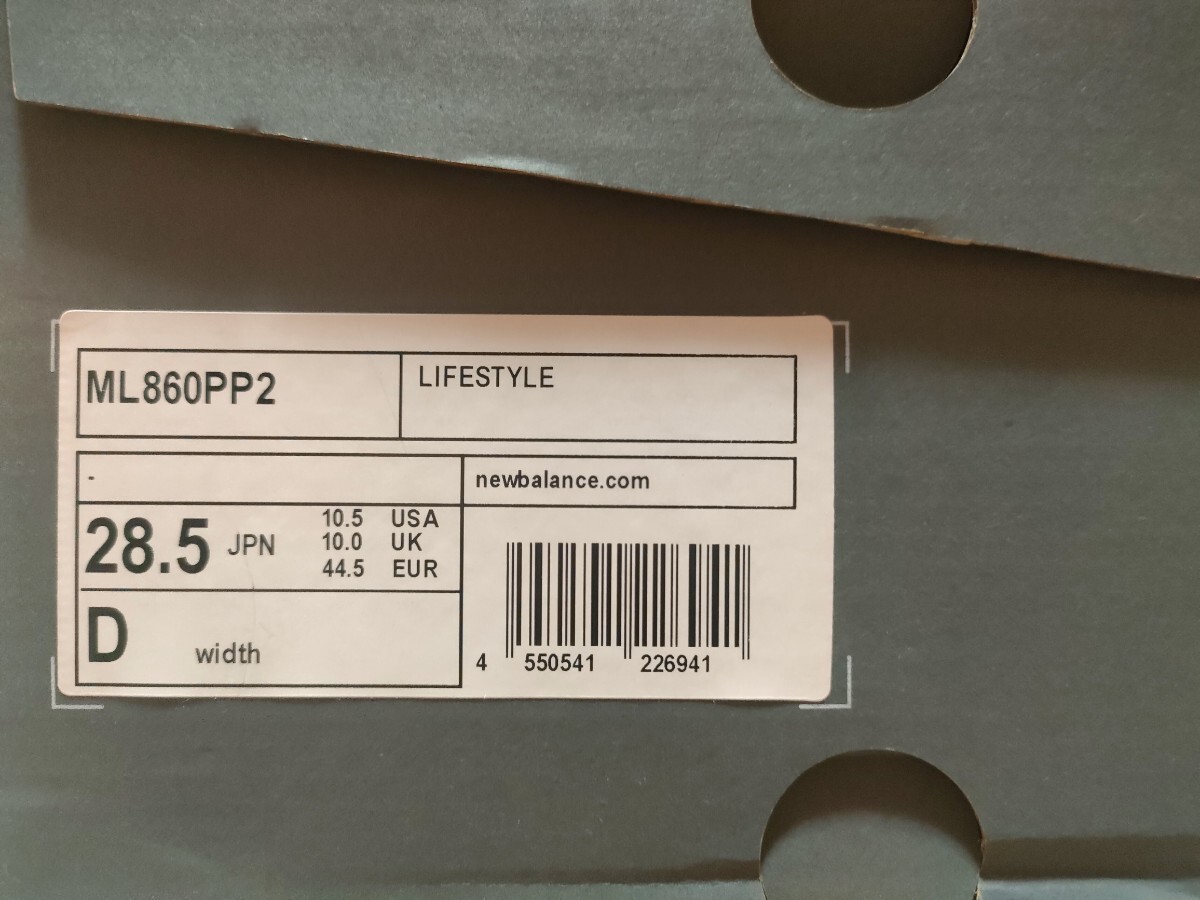 ML860PP2
LIFESTYLE
-
newbalance.com
28.5 JPN
10.5 USA
10.0 UK
44.5 EUR
D width
4 550541 226941